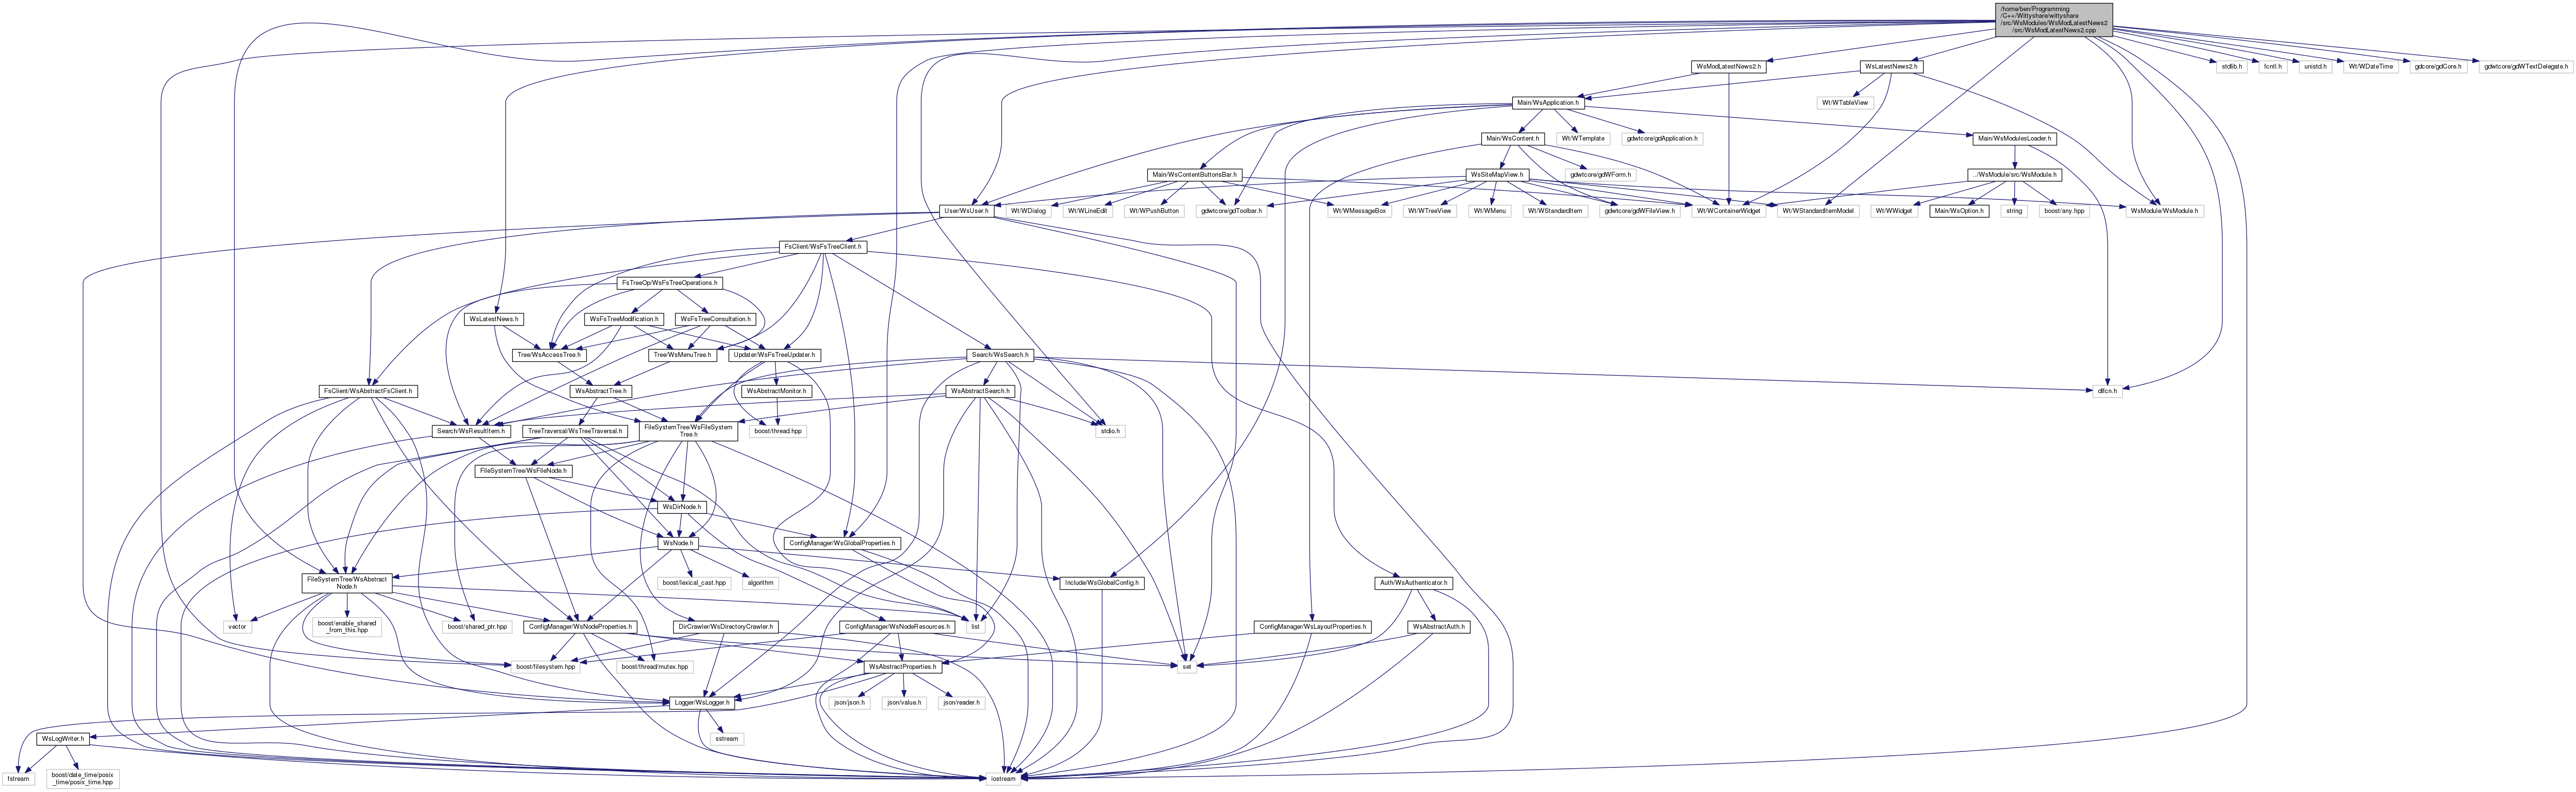 /home/ben/Programming
/C++/Wittyshare/wittyshare
/src/WsModules/WsModLatestNews2
/src/WsModLatestNews2.cpp
WsModLatestNews2.h
WsLatestNews2.h
stdlib.h
fcntl.h
unistd.h
Wt/WDateTime
gdcore/gdCore.h
gdwtcore/gdWTextDelegate.h
Main/WsApplication.h
Wt/WTableView
Main/WsContent.h
Wt/WTemplate
gdwtcore/gdApplication.h
Main/WsModulesLoader.h
Main/WsContentButtonsBar.h
WsSiteMapView.h
gdwtcore/gdWForm.h
../WsModule/src/WsModule.h
User/WsUser.h
Wt/WDialog
Wt/WLineEdit
Wt/WPushButton
gdwtcore/gdToolbar.h
Wt/WMessageBox
Wt/WTreeView
Wt/WMenu
Wt/WStandardItem
gdwtcore/gdWFileView.h
Wt/WContainerWidget
Wt/WStandardItemModel
Wt/WWidget
Main/WsOption.h
string
boost/any.hpp
WsModule/WsModule.h
FsClient/WsFsTreeClient.h
FsTreeOp/WsFsTreeOperations.h
WsLatestNews.h
WsFsTreeModification.h
WsFsTreeConsultation.h
Tree/WsAccessTree.h
Tree/WsMenuTree.h
Updater/WsFsTreeUpdater.h
Search/WsSearch.h
FsClient/WsAbstractFsClient.h
WsAbstractTree.h
WsAbstractMonitor.h
WsAbstractSearch.h
dlfcn.h
Search/WsResultItem.h
TreeTraversal/WsTreeTraversal.h
FileSystemTree/WsFileSystem
Tree.h
boost/thread.hpp
stdio.h
FileSystemTree/WsFileNode.h
WsDirNode.h
WsNode.h
ConfigManager/WsGlobalProperties.h
FileSystemTree/WsAbstract
Node.h
boost/lexical_cast.hpp
algorithm
Include/WsGlobalConfig.h
Auth/WsAuthenticator.h
vector
boost/enable_shared
_from_this.hpp
boost/shared_ptr.hpp
ConfigManager/WsNodeProperties.h
DirCrawler/WsDirectoryCrawler.h
ConfigManager/WsNodeResources.h
list
ConfigManager/WsLayoutProperties.h
WsAbstractAuth.h
boost/filesystem.hpp
boost/thread/mutex.hpp
WsAbstractProperties.h
set
Logger/WsLogger.h
json/json.h
json/value.h
json/reader.h
WsLogWriter.h
sstream
fstream
boost/date_time/posix
_time/posix_time.hpp
iostream